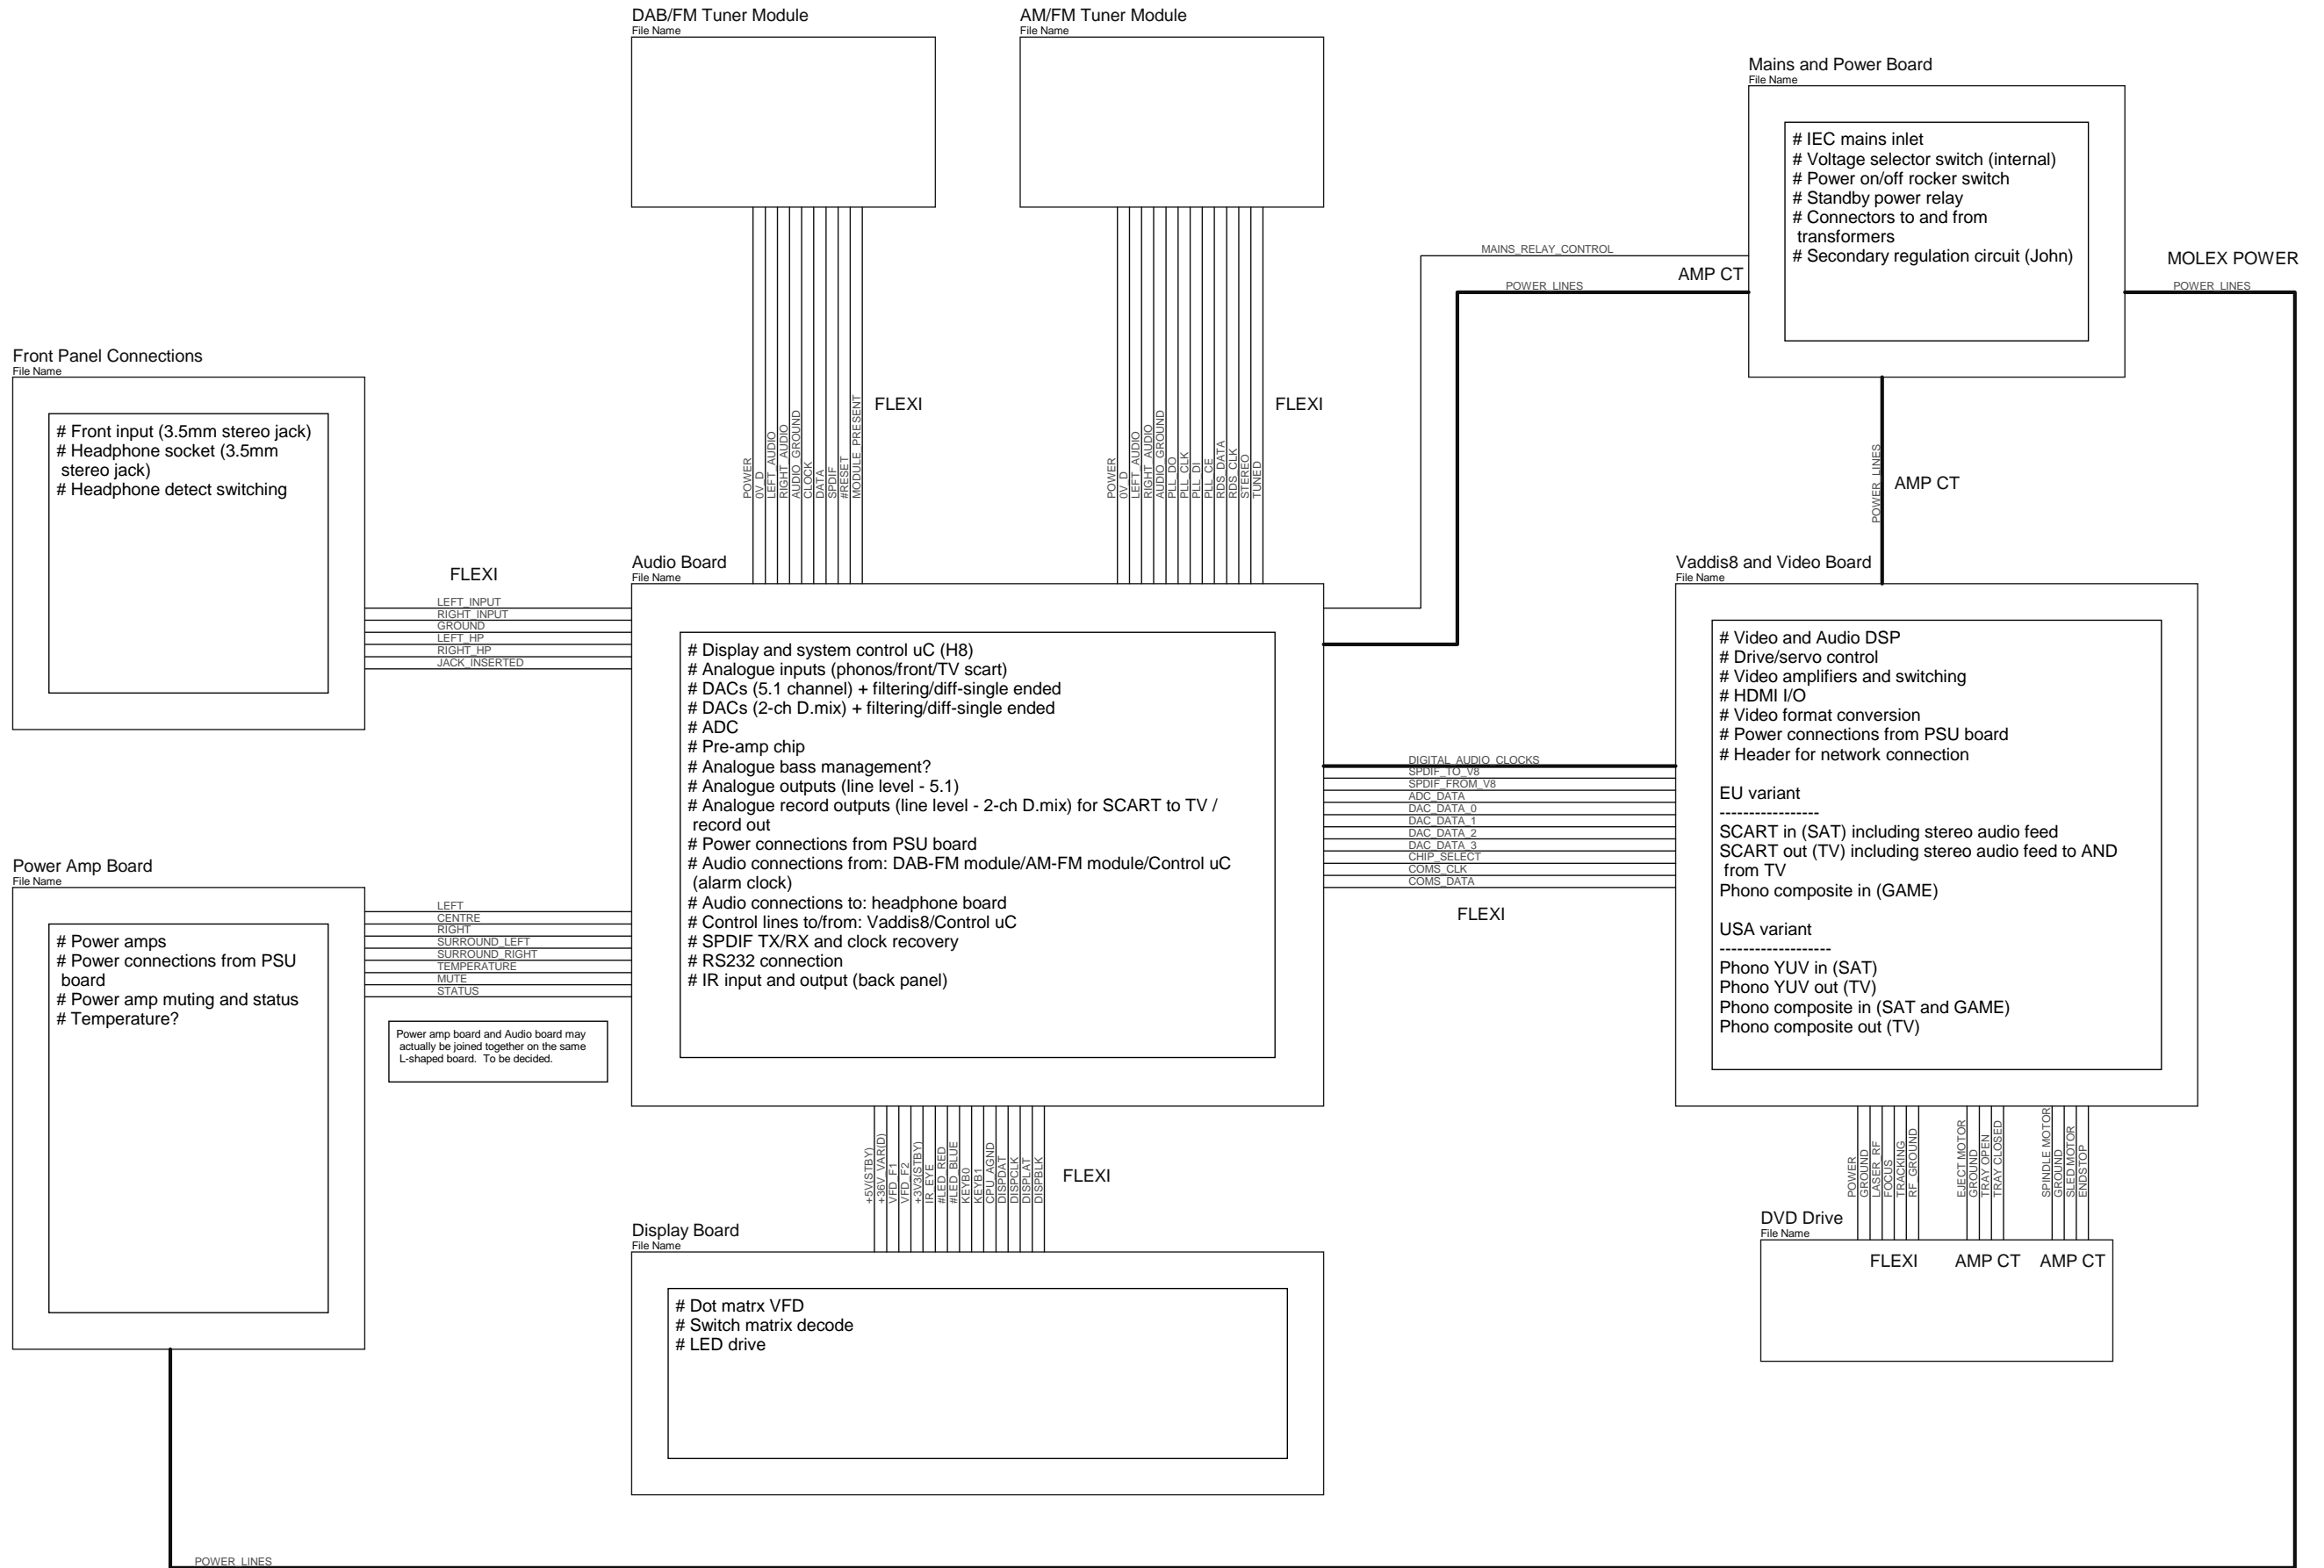 DAB/FM Tuner Module
File Name
AM/FM Tuner Module
File Name
Mains and Power Board
File Name
# IEC mains inlet
# Voltage selector switch (internal)
# Power on/off rocker switch
# Standby power relay
# Connectors to and from
transformers
# Secondary regulation circuit (John)
MAINS_RELAY_CONTROL
AMP CT
POWER_LINES
MOLEX POWER
POWER_LINES
Front Panel Connections
File Name
# Front input (3.5mm stereo jack)
# Headphone socket (3.5mm
stereo jack)
# Headphone detect switching
FLEXI
LEFT_INPUT
RIGHT_INPUT
GROUND
LEFT_HP
RIGHT_HP
JACK_INSERTED
POWER
0V_D
LEFT_AUDIO
RIGHT_AUDIO
AUDIO_GROUND
CLOCK
DATA
SPDIF
#RESET
MODULE_PRESENT
FLEXI
POWER
0V_D
LEFT_AUDIO
RIGHT_AUDIO
AUDIO_GROUND
PLL_DO
PLL_CLK
PLL_DI
PLL_CE
RDS_DATA
RDS_CLK
STEREO
TUNED
FLEXI
POWER_LINES
AMP CT
Audio Board
File Name
# Display and system control uC (H8)
# Analogue inputs (phonos/front/TV scart)
# DACs (5.1 channel) + filtering/diff-single ended
# DACs (2-ch D.mix) + filtering/diff-single ended
# ADC
# Pre-amp chip
# Analogue bass management?
# Analogue outputs (line level - 5.1)
# Analogue record outputs (line level - 2-ch D.mix) for SCART to TV /
record out
# Power connections from PSU board
# Audio connections from: DAB-FM module/AM-FM module/Control uC
(alarm clock)
# Audio connections to: headphone board
# Control lines to/from: Vaddis8/Control uC
# SPDIF TX/RX and clock recovery
# RS232 connection
# IR input and output (back panel)
DIGITAL_AUDIO_CLOCKS
SPDIF_TO_V8
SPDIF_FROM_V8
ADC_DATA
DAC_DATA_0
DAC_DATA_1
DAC_DATA_2
DAC_DATA_3
CHIP_SELECT
COMS_CLK
COMS_DATA
FLEXI
Vaddis8 and Video Board
File Name
# Video and Audio DSP
# Drive/servo control
# Video amplifiers and switching
# HDMI I/O
# Video format conversion
# Power connections from PSU board
# Header for network connection
EU variant
-----------------
SCART in (SAT) including stereo audio feed
SCART out (TV) including stereo audio feed to AND
from TV
Phono composite in (GAME)
USA variant
-------------------
Phono YUV in (SAT)
Phono YUV out (TV)
Phono composite in (SAT and GAME)
Phono composite out (TV)
Power Amp Board
File Name
# Power amps
# Power connections from PSU
board
# Power amp muting and status
# Temperature?
LEFT
CENTRE
RIGHT
SURROUND_LEFT
SURROUND_RIGHT
TEMPERATURE
MUTE
STATUS
Power amp board and Audio board may
actually be joined together on the same
L-shaped board.  To be decided.
+5V(STBY)
+36V_VAR(D)
VFD_F1
VFD_F2
+3V3(STBY)
IR_EYE
#LED_RED
#LED_BLUE
KEYB0
KEYB1
CPU_AGND
DISPDAT
DISPCLK
DISPLAT
DISPBLK
FLEXI
Display Board
File Name
# Dot matrx VFD
# Switch matrix decode
# LED drive
POWER
GROUND
LASER_RF
FOCUS
TRACKING
RF_GROUND
EJECT MOTOR
GROUND
TRAY OPEN
TRAY CLOSED
SPINDLE MOTOR
GROUND
SLED MOTOR
ENDSTOP
DVD Drive
File Name
FLEXI
AMP CT
AMP CT
POWER_LINES